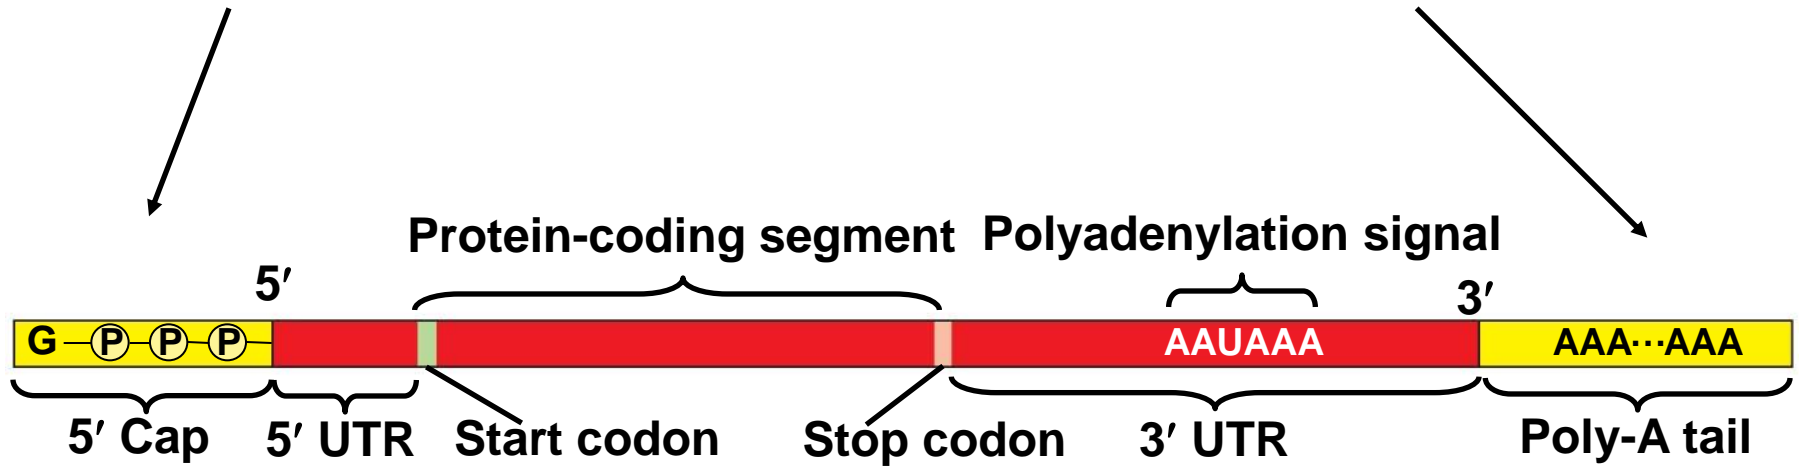 Protein-coding segment
Polyadenylation signal
5′
3′
G P P P
AAUAAA
AAA···AAA
5′ Cap
5′ UTR
Start codon
Stop codon
3′ UTR
Poly-A tail